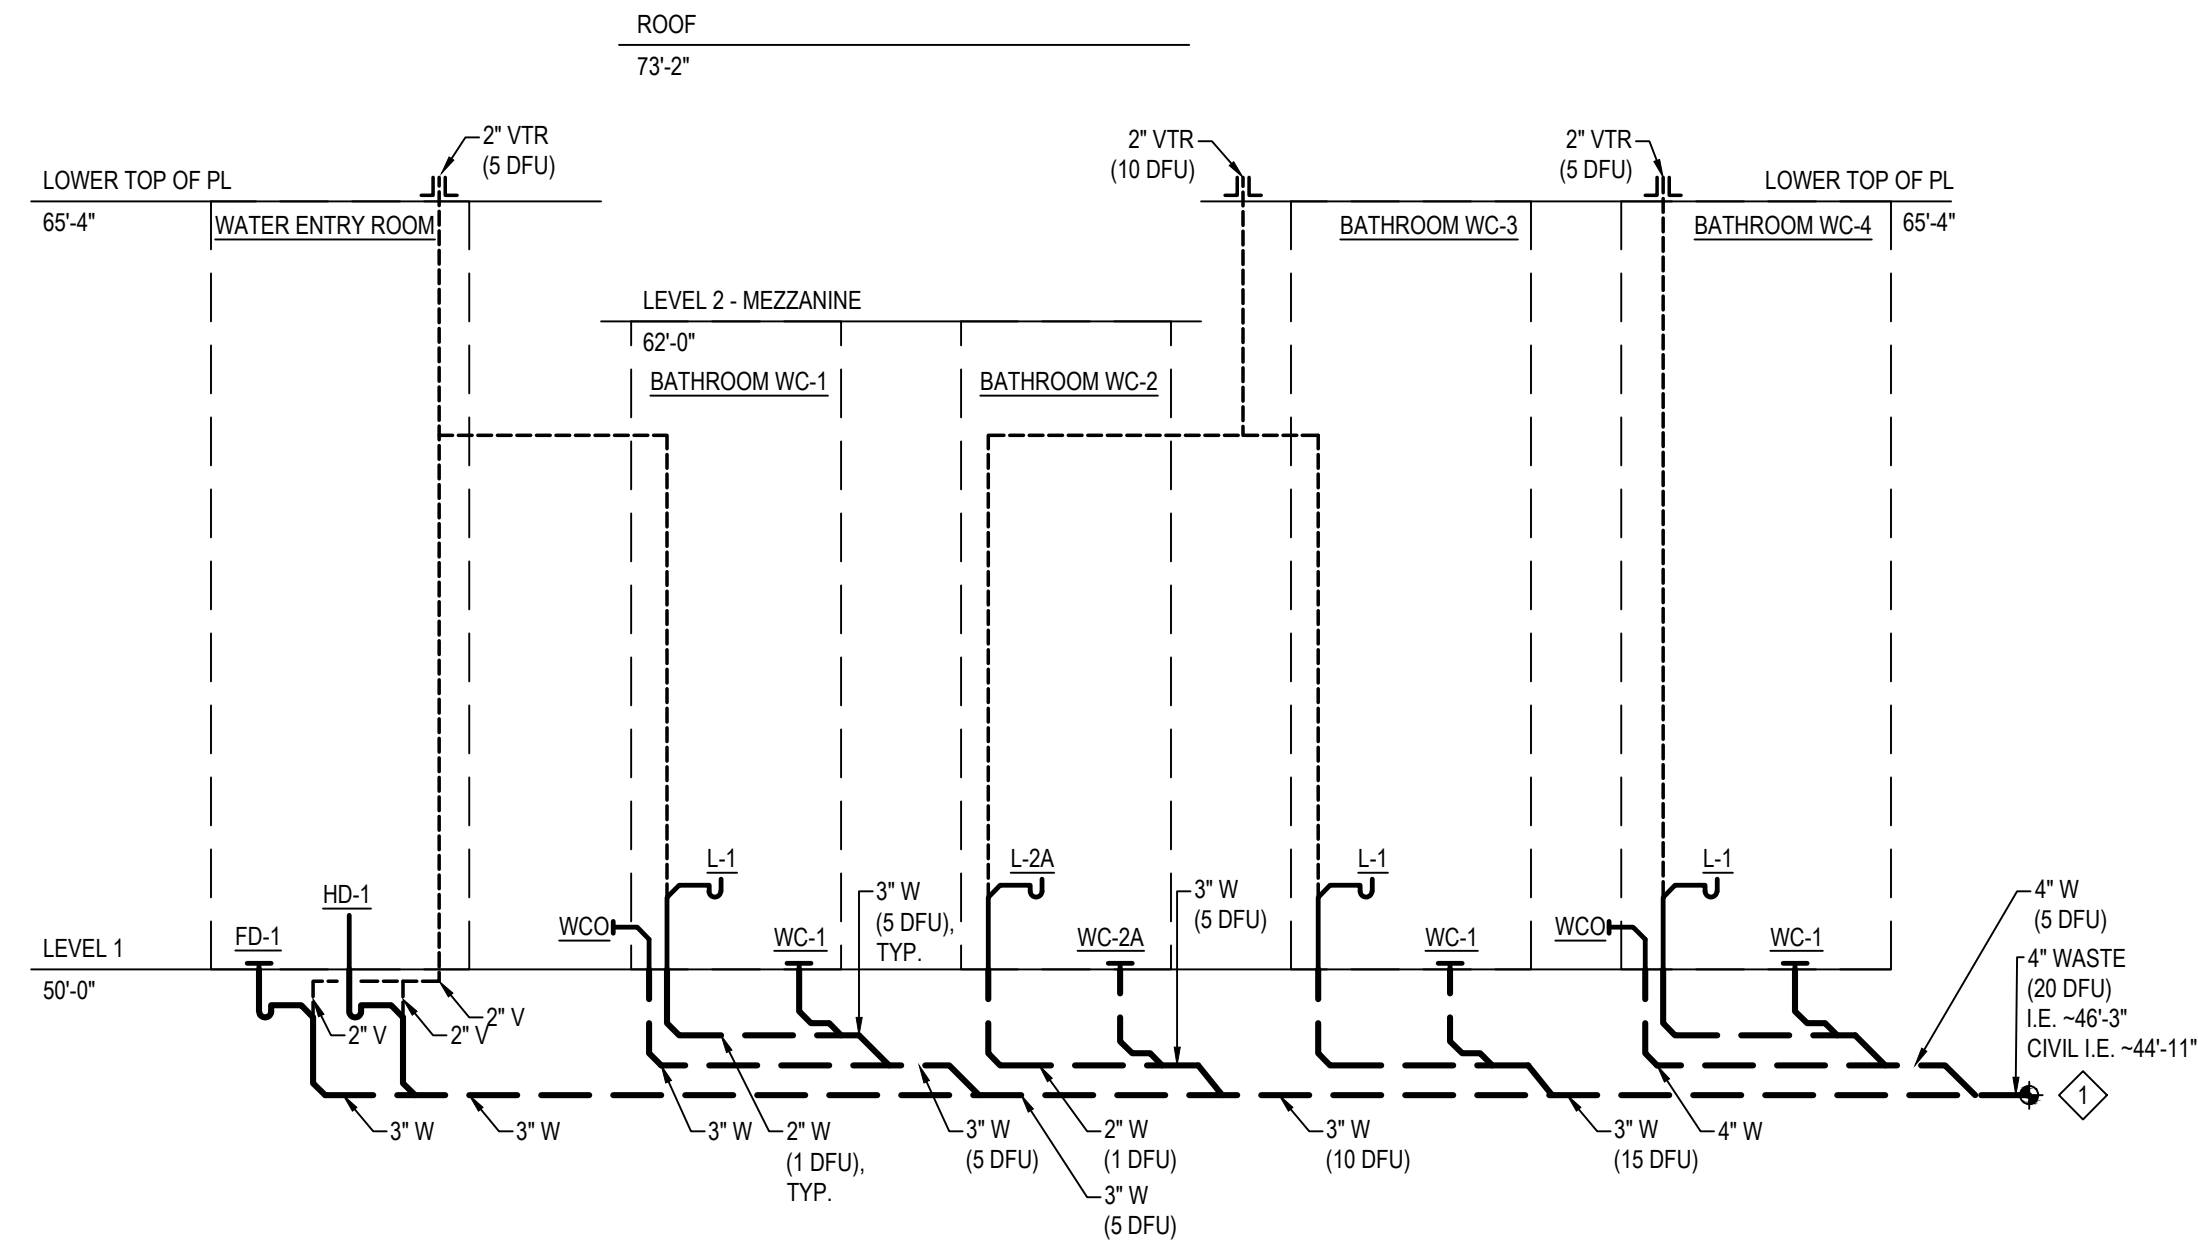 ROOF
73'-2"
2" VTR
(5 DFU)
2" VTR
(10 DFU)
2" VTR
(5 DFU)
LOWER TOP OF PL
65'-4"
LOWER TOP OF PL
65'-4"
WATER ENTRY ROOM
BATHROOM WC-3
BATHROOM WC-4
LEVEL 2 - MEZZANINE
62'-0"
BATHROOM WC-1
BATHROOM WC-2
L-1
L-2A
L-1
L-1
HD-1
FD-1
WCO
WC-1
3" W
(5 DFU),
TYP.
WC-2A
3" W
(5 DFU)
WC-1
WCO
WC-1
4" W
(5 DFU)
LEVEL 1
50'-0"
4" WASTE
(20 DFU)
I.E. ~46'-3"
CIVIL I.E. ~44'-11"
1
2" V
2" V
2" V
3" W
3" W
3" W
2" W
(1 DFU),
TYP.
3" W
(5 DFU)
2" W
(1 DFU)
3" W
(5 DFU)
3" W
(10 DFU)
3" W
(15 DFU)
4" W